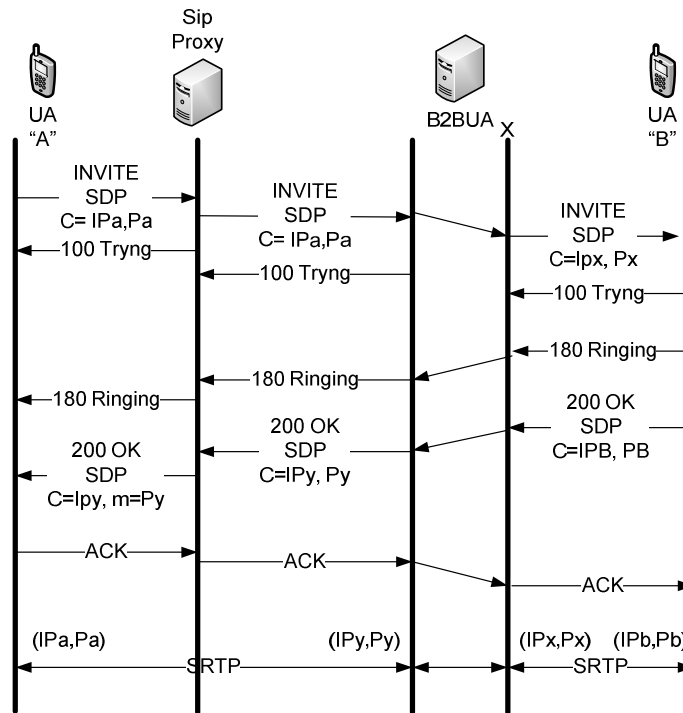 Sip
Proxy
UA
"A"
B2BUA
X
UA
"B"
INVITE
SDP
C= IPa,Pa
INVITE
SDP
C= IPa,Pa
INVITE
SDP
C=Ipx, Px
100 Tryng
100 Tryng
100 Tryng
180 Ringing
180 Ringing
180 Ringing
200 OK
SDP
C=IPB, PB
200 OK
SDP
C=IPy, Py
200 OK
SDP
C=Ipy, m=Py
ACK
ACK
ACK
(IPa,Pa)
(IPy,Py)
(IPx,Px)
(IPb,Pb)
SRTP
SRTP